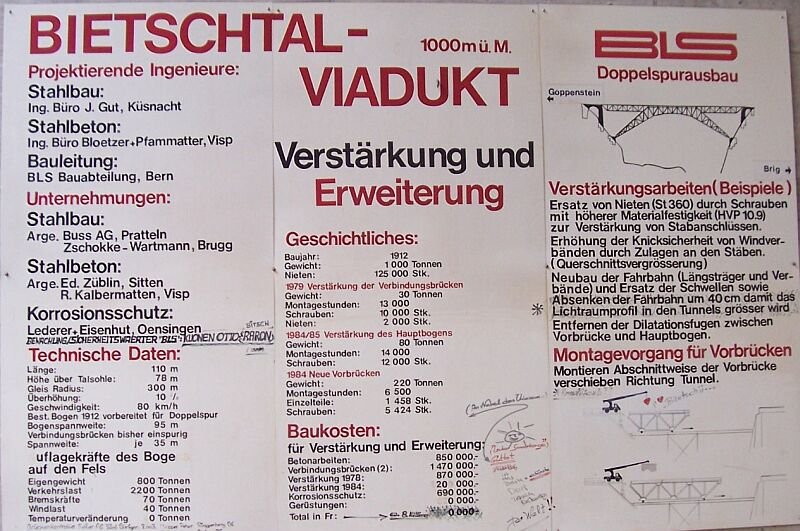 BIETSCHTAL-
1000 m ü. M.
VIADUKT
Verstärkung und
Erweiterung
Projektierende Ingenieure:
Stahlbau:
Ing. Büro J. Gut, Küsnacht
Stahlbeton:
Ing. Büro Bloetzer+Pfammatter, Visp
Bauleitung:
BLS Bauabteilung, Bern
Unternehmungen:
Stahlbau:
Arge. Buss AG, Pratteln
Zschokke-Wartmann, Brugg
Stahlbeton:
Arge. Ed. Züblin, Sitten
R. Kalbermatten, Visp
Korrosionsschutz:
Lederer+Eisenhut, Oensingen
Technische Daten:
Länge: 110 m
Höhe über Talsohle: 78 m
Gleis Radius: 300 m
Überhöhung: 10 %
Geschwindigkeit: 80 km/h
Best. Bogen 1912 vorbereitet für Doppelspur
Bogenspannweite: 95 m
Verbindungsbrücken bisher einspurig
Spannweite: je 35 m
uflagekräfte des Boge
auf den Fels
Eigengewicht 800 Tonnen
Verkehrslast 2200 Tonnen
Bremskräfte 70 Tonnen
Windlast 40 Tonnen
Temperaturveränderung 0 Tonnen
Geschichtliches:
Baujahr: 1912
Gewicht: 1 000 Tonnen
Nieten: 125 000 Stk.
1979 Verstärkung der Verbindungsbrücken
Gewicht: 30 Tonnen
Montagestunden: 13 000
Schrauben: 10 000 Stk.
Nieten: 2 000 Stk.
1984/85 Verstärkung des Hauptbogens
Gewicht: 80 Tonnen
Montagestunden: 14 000
Schrauben: 12 000 Stk.
1984 Neue Vorbrücken
Gewicht: 220 Tonnen
Montagestunden: 6 500
Einzelteile: 1 458 Stk.
Schrauben: 5 424 Stk.
Baukosten:
für Verstärkung und Erweiterung:
Betonarbeiten: 850 000.-
Verbindungsbrücken (2): 1 470 000.-
Verstärkung 1978: 870 000.-
Verstärkung 1984:
Korrosionsschutz: 690 000.-
Gerüstung:
Total in Fr:
BLS
Doppelspurausbau
Goppenstein
Brig
Verstärkungsarbeiten (Beispiele)
Ersatz von Nieten (St 360) durch Schrauben
mit höherer Materialfestigkeit (HVP 10.9)
zur Verstärkung von Stabanschlüssen.
Erhöhung der Knicksicherheit von Windver-
bänden durch Zulagen an den Stäben.
(Querschnittsvergrösserung)
Neubau der Fahrbahn (Längsträger und Ver-
bände) und Ersatz der Schwellen sowie
Absenken der Fahrbahn um 40 cm damit das
Lichtraumprofil in den Tunnels grösser wird
Entfernen der Dilatationsfugen zwischen
Vorbrücke und Hauptbogen.
Montagevorgang für Vorbrücken
Montieren Abschnittweise der Vorbrücke
verschieben Richtung Tunnel.